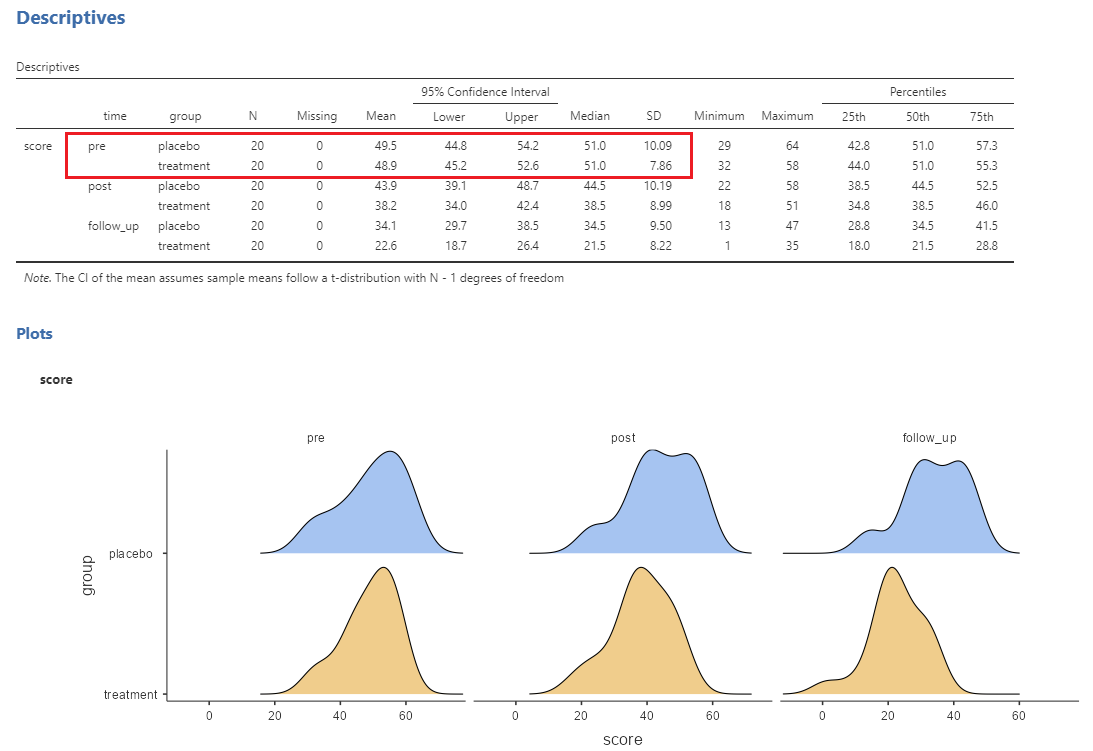 Descriptives
Descriptives
95% Confidence Interval Percentiles
time group N Missing Mean Lower Upper Median SD Minimum Maximum 25th 50th 75th
score pre placebo 20 0 49.5 44.8 54.2 51.0 10.09 29 64 42.8 51.0 57.3
treatment 20 0 48.9 45.2 52.6 51.0 7.86 32 58 44.0 51.0 55.3
post placebo 20 0 43.9 39.1 48.7 44.5 10.19 22 58 38.5 44.5 52.5
treatment 20 0 38.2 34.0 42.4 38.5 8.99 18 51 34.8 38.5 46.0
follow_up placebo 20 0 34.1 29.7 38.5 34.5 9.50 13 47 28.8 34.5 41.5
treatment 20 0 22.6 18.7 26.4 21.5 8.22 1 35 18.0 21.5 28.8
Note. The CI of the mean assumes sample means follow a t-distribution with N - 1 degrees of freedom
Plots
score
pre post follow_up
placebo
group
treatment
0 20 40 60 0 20 40 60 0 20 40 60
score